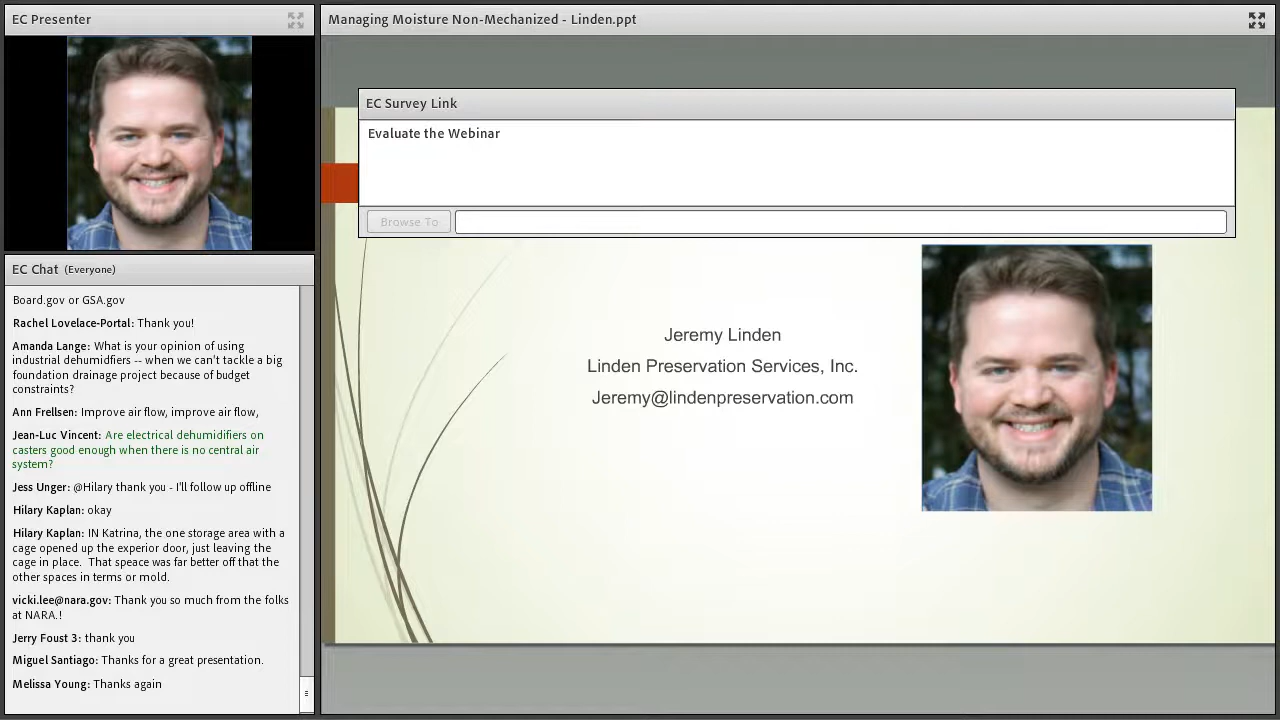 EC Presenter
Managing Moisture Non-Mechanized - Linden.ppt
EC Survey Link
Evaluate the Webinar
Browse To
EC Chat (Everyone)
Board.gov or GSA.gov
Rachel Lovelace-Portal: Thank you!
Amanda Lange: What is your opinion of using
industrial dehumidfiers -- when we can't tackle a big
foundation drainage project because of budget
constraints?
Ann Frellsen: Improve air flow, improve air flow,
Jean-Luc Vincent: Are electrical dehumidifiers on
casters good enough when there is no central air
system?
Jess Unger: @Hilary thank you - I'll follow up offline
Hilary Kaplan: okay
Hilary Kaplan: IN Katrina, the one storage area with a
cage opened up the experior door, just leaving the
cage in place.  That speace was far better off that the
other spaces in terms or mold.
vicki.lee@nara.gov: Thank you so much from the folks
at NARA.!
Jerry Foust 3: thank you
Miguel Santiago: Thanks for a great presentation.
Melissa Young: Thanks again
Jeremy Linden
Linden Preservation Services, Inc.
Jeremy@lindenpreservation.com